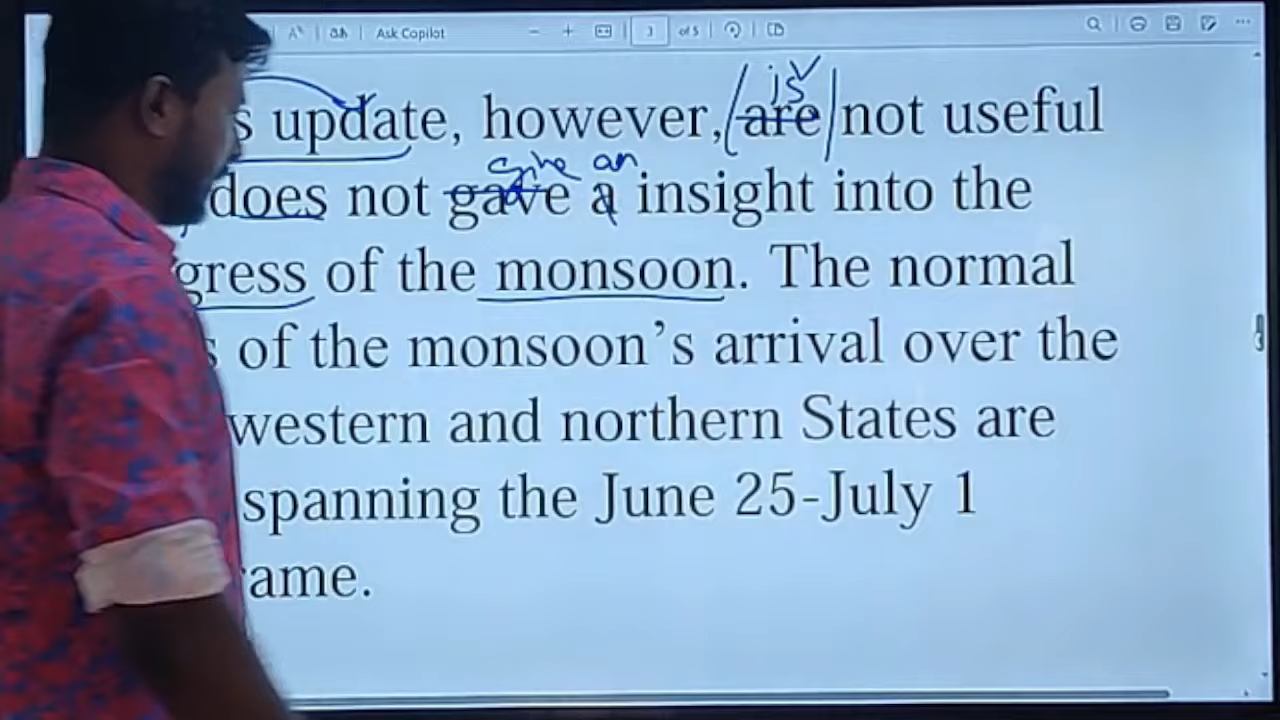 Ask Copilot
3 of 5
is
s update, however, are not useful
give an
does not gave a insight into the
gress of the monsoon. The normal
s of the monsoon's arrival over the
western and northern States are
spanning the June 25-July 1
ame.